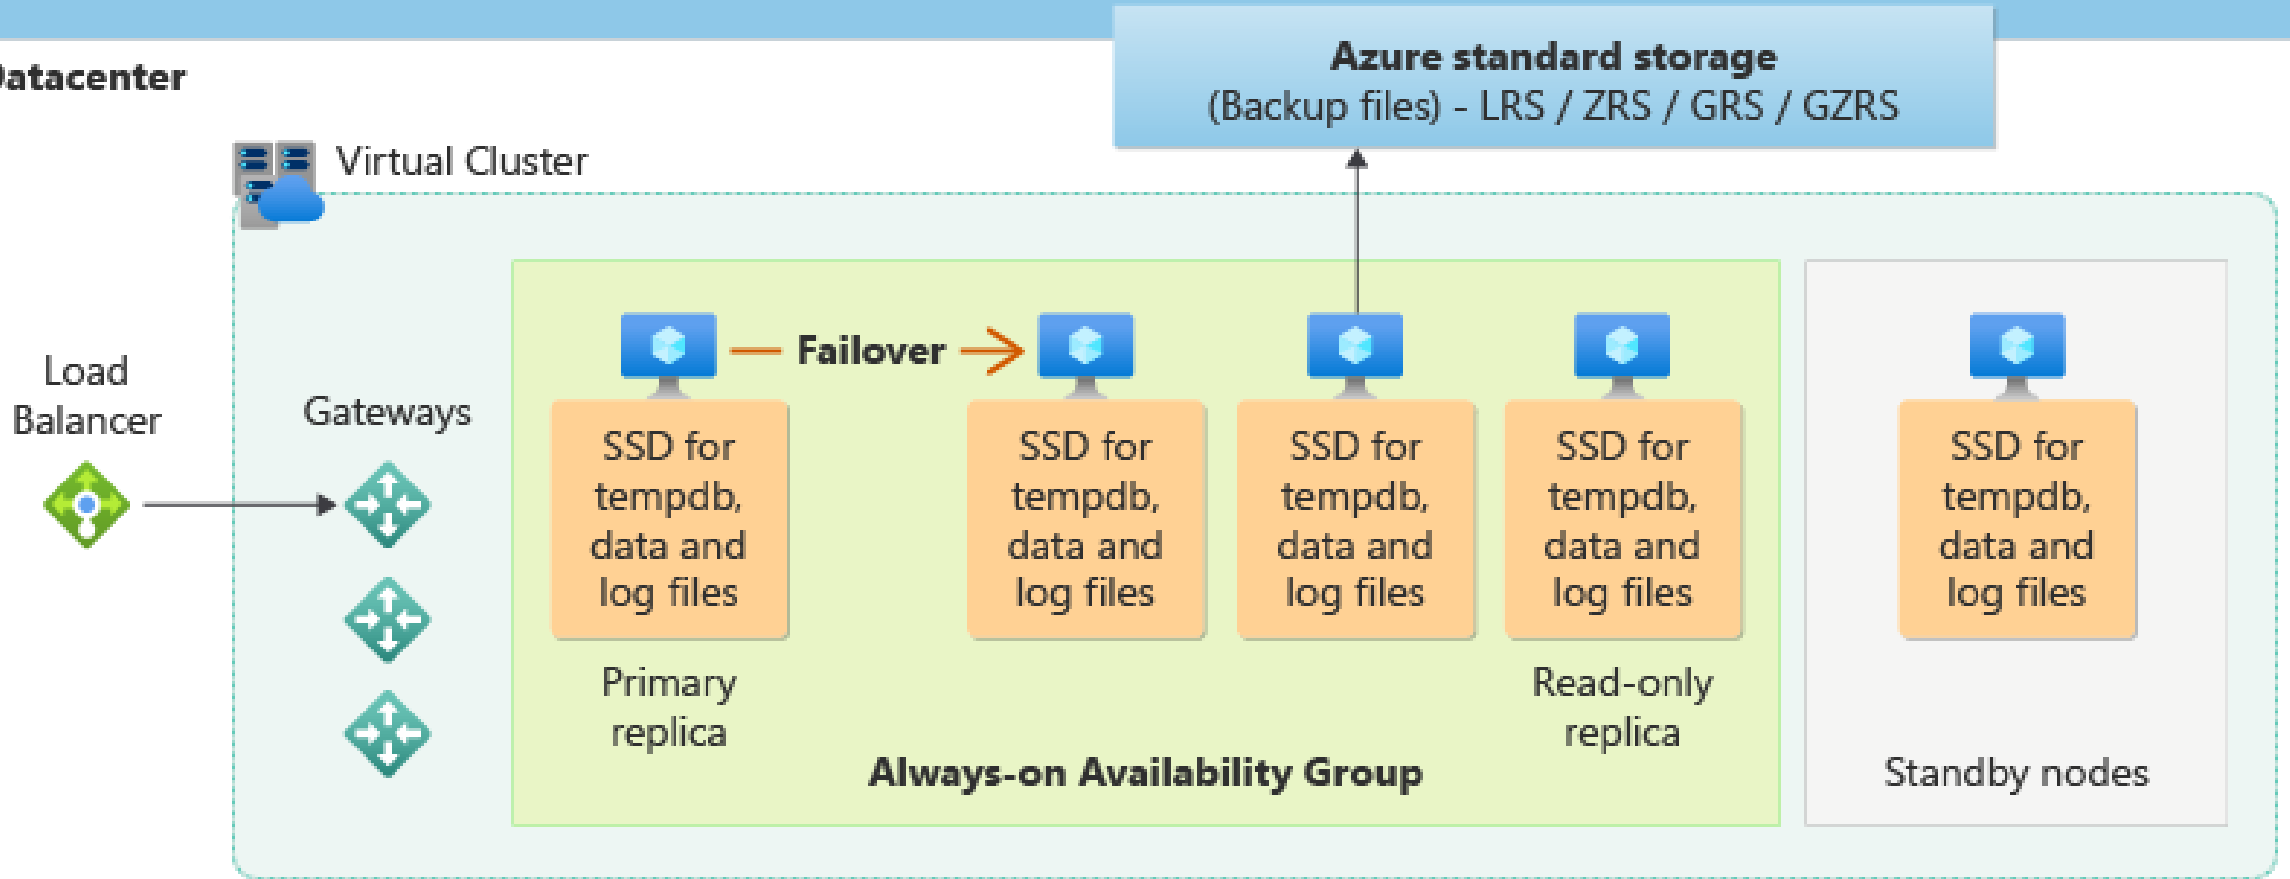 Azure standard storage
(Backup files) - LRS / ZRS / GRS / GZRS
Datacenter
Virtual Cluster
Load
Balancer
Gateways
Failover
SSD for
tempdb,
data and
log files
SSD for
tempdb,
data and
log files
SSD for
tempdb,
data and
log files
SSD for
tempdb,
data and
log files
SSD for
tempdb,
data and
log files
Primary
replica
Read-only
replica
Always-on Availability Group
Standby nodes